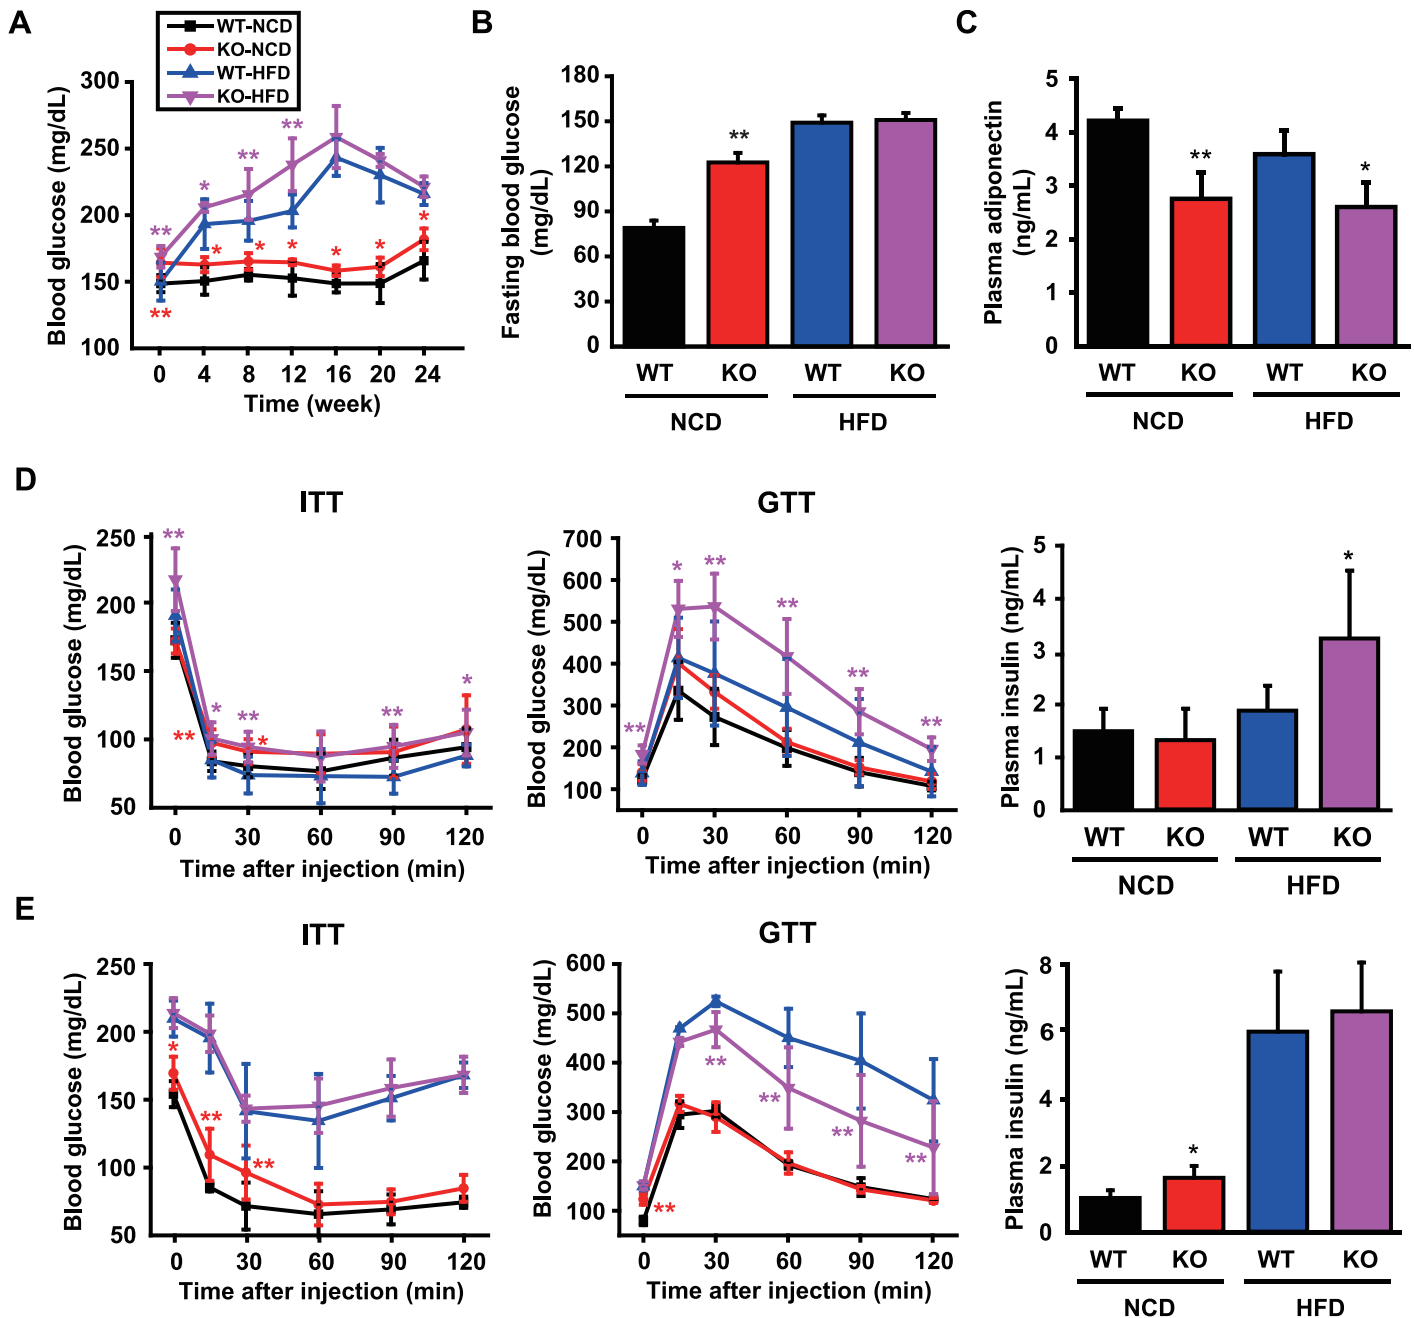 A
WT-NCD
KO-NCD
WT-HFD
KO-HFD
Blood glucose (mg/dL)
300
250
200
150
100
** * ** **
** * * * * * *
0 4 8 12 16 20 24
Time (week)
B
Fasting blood glucose
(mg/dL)
180
150
120
90
60
30
0
**
WT KO WT KO
NCD HFD
C
Plasma adiponectin
(ng/mL)
5
4
3
2
1
0
** *
WT KO WT KO
NCD HFD
D
ITT
Blood glucose (mg/dL)
250
200
150
100
50
** * ** ** *
** *
0 30 60 90 120
Time after injection (min)
GTT
Blood glucose (mg/dL)
700
600
500
400
300
200
100
** * ** ** ** **
0 30 60 90 120
Time after injection (min)
Plasma insulin (ng/mL)
5
4
3
2
1
0
*
WT KO WT KO
NCD HFD
E
ITT
Blood glucose (mg/dL)
250
200
150
100
50
* ** **
0 30 60 90 120
Time after injection (min)
GTT
Blood glucose (mg/dL)
600
500
400
300
200
100
** ** ** ** **
0 30 60 90 120
Time after injection (min)
Plasma insulin (ng/mL)
8
6
4
2
0
*
WT KO WT KO
NCD HFD